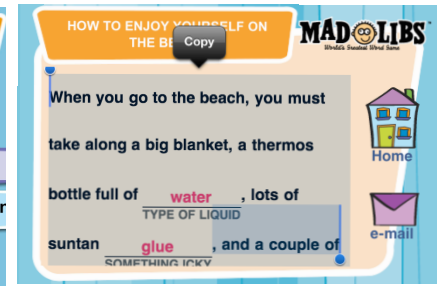 HOW TO ENJOY YOURSELF ON
THE BE
Copy
MAD LIBS
World's Greatest Word Game
When you go to the beach, you must
take along a big blanket, a thermos
bottle full of water, lots of
TYPE OF LIQUID
suntan glue, and a couple of
SOMETHING ICKY
Home
e-mail